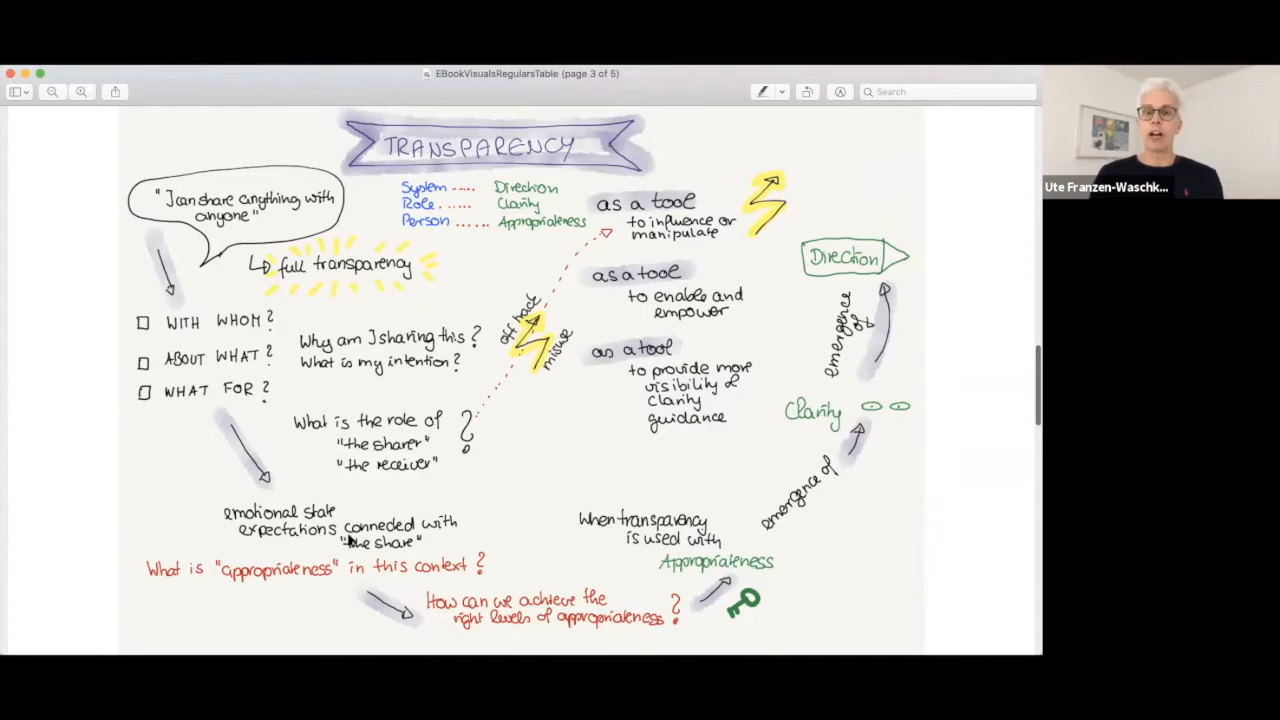 EBookVisualsRegularsTable (page 3 of 5)
Search
TRANSPARENCY
"I can share anything with
anyone"
↳ full transparency
System ..... Direction
Role . ..... Clarity
Person ...... Appropriateness
WITH WHOM?
ABOUT WHAT?
WHAT FOR?
Why am I sharing this?
What is my intention?
What is the role of
"the sharer"
"the receiver"
?
off hack
misuse
as a tool
to influence or
manipulate
as a tool
to enable and
empower
as a tool
to provide more
visibility &
clarity
guidance
emotional state
expectations connected with
"the share"
What is "appropriateness" in this context?
How can we achieve the
right levels of appropriateness?
When transparency
is used with
Appropriateness
emergence of
Clarity
emergence
of
Direction
Ute Franzen-Waschk...